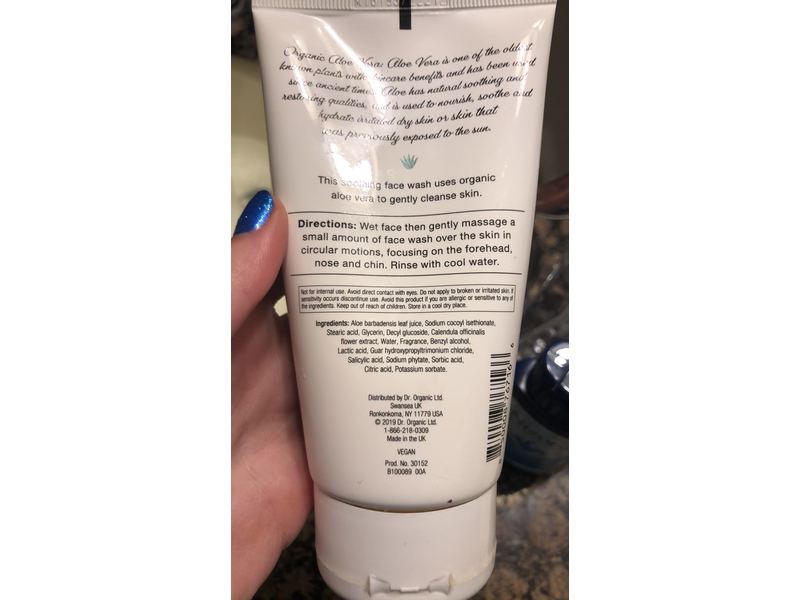 Organic Aloe Vera: Aloe Vera is one of the oldest
known plants with skincare benefits and has been used
since ancient times. Aloe has natural soothing and
restoring qualities, and is used to nourish, soothe and
hydrate irritated dry skin or skin that
was previously exposed to the sun.
This soothing face wash uses organic
aloe vera to gently cleanse skin.
Directions: Wet face then gently massage a
small amount of face wash over the skin in
circular motions, focusing on the forehead,
nose and chin. Rinse with cool water.
Not for internal use. Avoid direct contact with eyes. Do not apply to broken or irritated skin. If
sensitivity occurs discontinue use. Avoid this product if you are allergic or sensitive to any of
the ingredients. Keep out of reach of children. Store in a cool dry place.
Ingredients: Aloe barbadensis leaf juice, Sodium cocoyl isethionate,
Stearic acid, Glycerin, Decyl glucoside, Calendula officinalis
flower extract, Water, Fragrance, Benzyl alcohol,
Lactic acid, Guar hydroxypropyltrimonium chloride,
Salicylic acid, Sodium phytate, Sorbic acid,
Citric acid, Potassium sorbate.
Distributed by Dr. Organic Ltd.
Swansea UK
Ronkonkoma, NY 11779 USA
© 2019 Dr. Organic Ltd.
1-866-218-0309
Made in the UK
VEGAN
Prod. No. 30152
B100089 00A